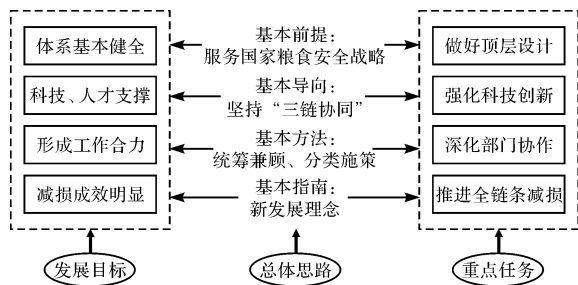 体系基本健全
科技、人才支撑
形成工作合力
减损成效明显
发展目标
基本前提：
服务国家粮食安全战略
基本导向：
坚持“三链协同”
基本方法：
统筹兼顾、分类施策
基本指南：
新发展理念
总体思路
做好顶层设计
强化科技创新
深化部门协作
推进全链条减损
重点任务